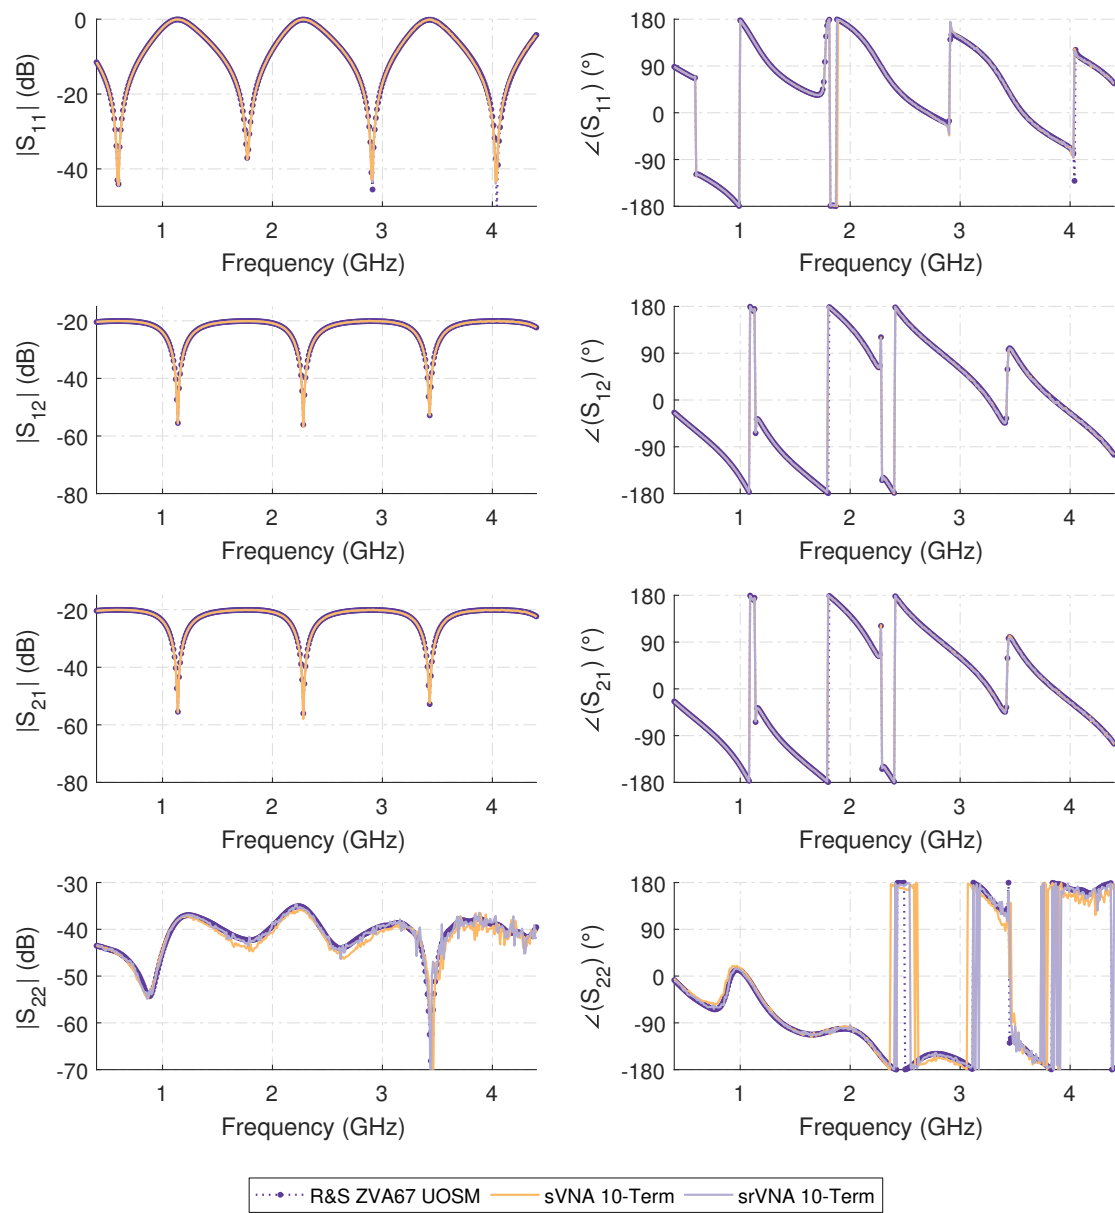 0
-20
-40
|S11| (dB)
1 2 3 4
Frequency (GHz)
180
90
0
-90
-180
∠(S11) (°)
1 2 3 4
Frequency (GHz)
-20
-40
-60
-80
|S12| (dB)
1 2 3 4
Frequency (GHz)
180
90
0
-90
-180
∠(S12) (°)
1 2 3 4
Frequency (GHz)
-20
-40
-60
-80
|S21| (dB)
1 2 3 4
Frequency (GHz)
180
90
0
-90
-180
∠(S21) (°)
1 2 3 4
Frequency (GHz)
-30
-40
-50
-60
-70
|S22| (dB)
1 2 3 4
Frequency (GHz)
180
90
0
-90
-180
∠(S22) (°)
1 2 3 4
Frequency (GHz)
R&S ZVA67 UOSM sVNA 10-Term srVNA 10-Term